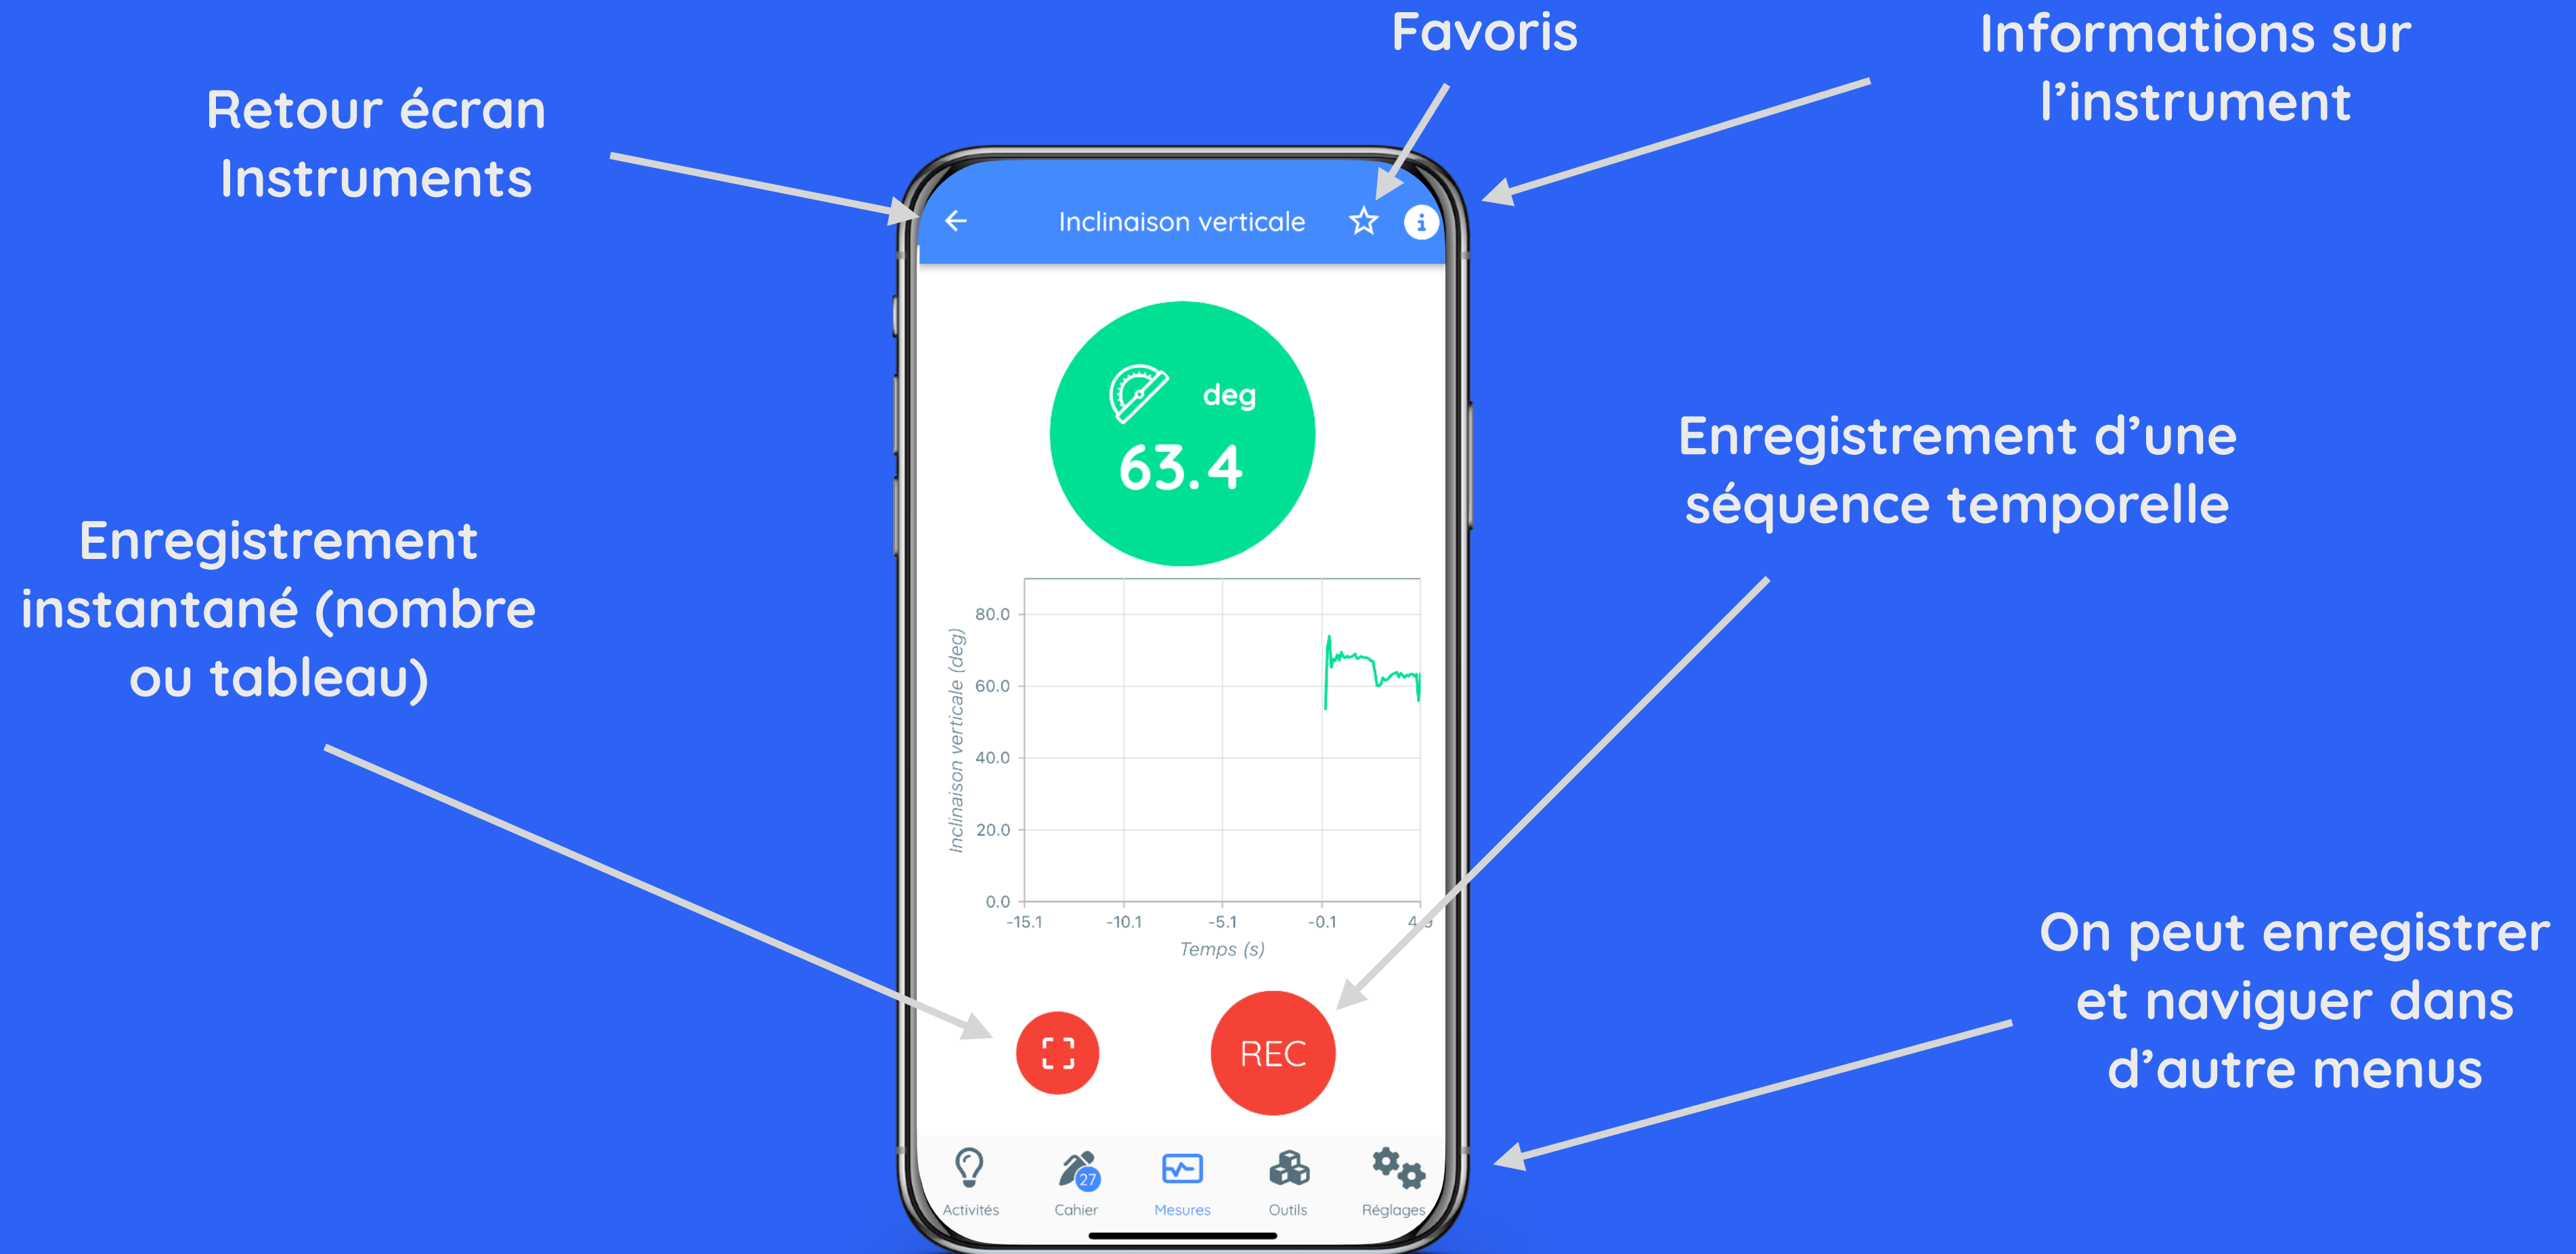 Favoris
Informations sur
l’instrument
Retour écran
Instruments
Inclinaison verticale
deg
63.4
Enregistrement d’une
séquence temporelle
Enregistrement
instantané (nombre
ou tableau)
Inclinaison verticale (deg)
80.0
60.0
40.0
20.0
0.0
-15.1 -10.1 -5.1 -0.1 4.9
Temps (s)
On peut enregistrer
et naviguer dans
d’autre menus
REC
27
Activités Cahier Mesures Outils Réglages